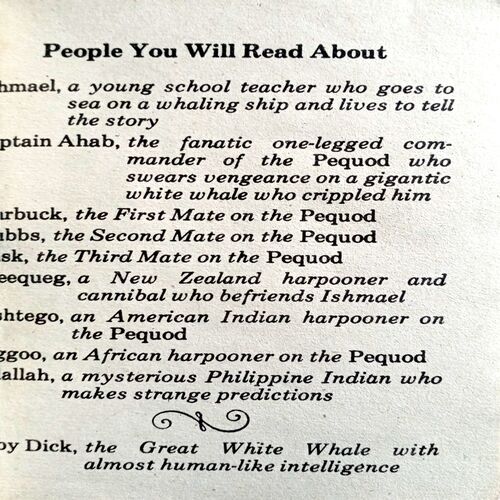 People You Will Read About
hmael, a young school teacher who goes to
sea on a whaling ship and lives to tell
the story
ptain Ahab, the fanatic one-legged com-
mander of the Pequod who
swears vengeance on a gigantic
white whale who crippled him
rbuck, the First Mate on the Pequod
ubbs, the Second Mate on the Pequod
sk, the Third Mate on the Pequod
eequeg, a New Zealand harpooner and
cannibal who befriends Ishmael
shtego, an American Indian harpooner on
the Pequod
ggoo, an African harpooner on the Pequod
allah, a mysterious Philippine Indian who
makes strange predictions
by Dick, the Great White Whale with
almost human-like intelligence